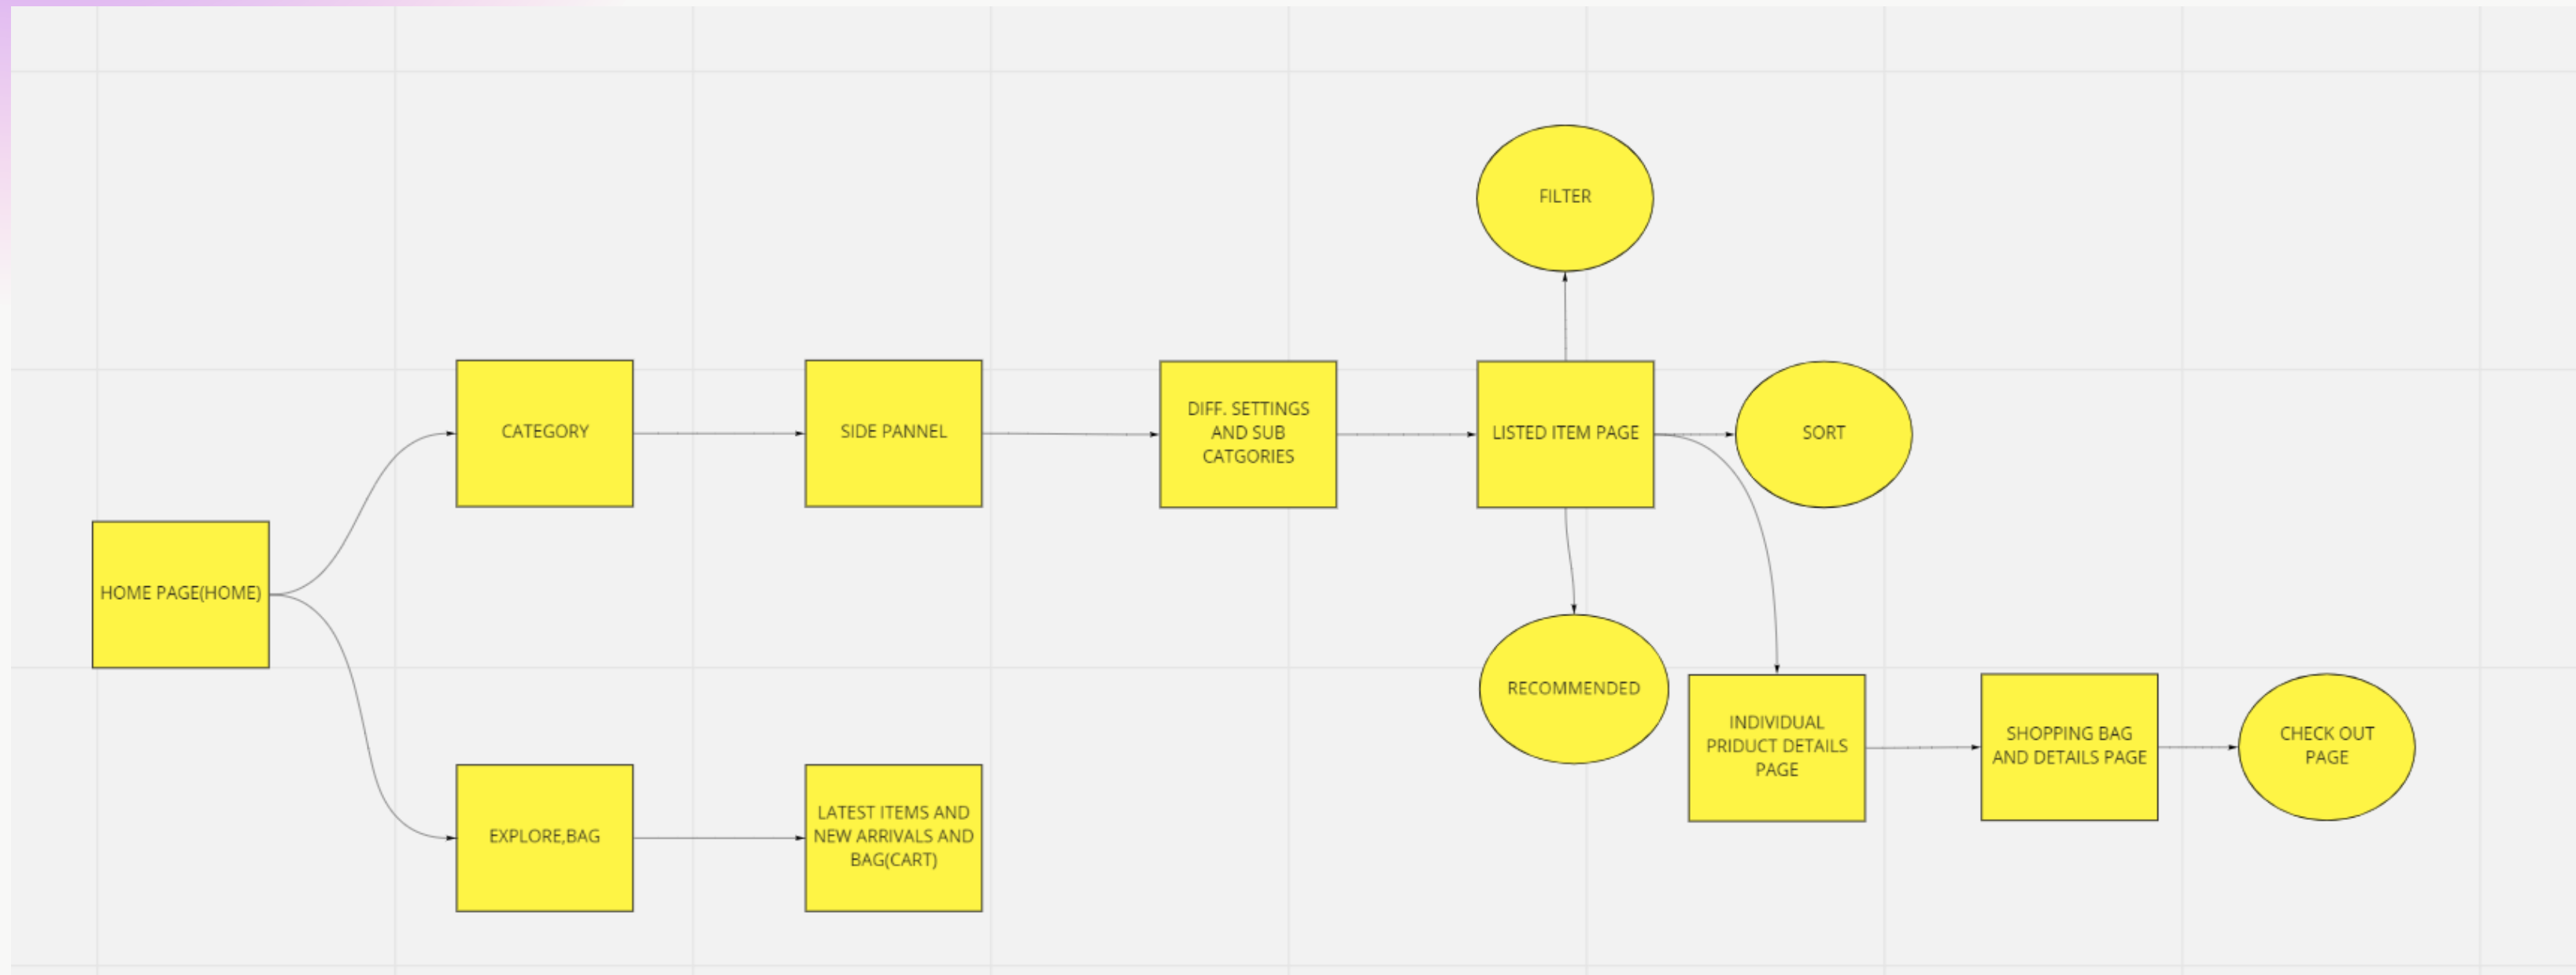 FILTER
CATEGORY
SIDE PANNEL
DIFF. SETTINGS
AND SUB
CATGORIES
LISTED ITEM PAGE
SORT
HOME PAGE(HOME)
RECOMMENDED
INDIVIDUAL
PRIDUCT DETAILS
PAGE
SHOPPING BAG
AND DETAILS PAGE
CHECK OUT
PAGE
EXPLORE,BAG
LATEST ITEMS AND
NEW ARRIVALS AND
BAG(CART)